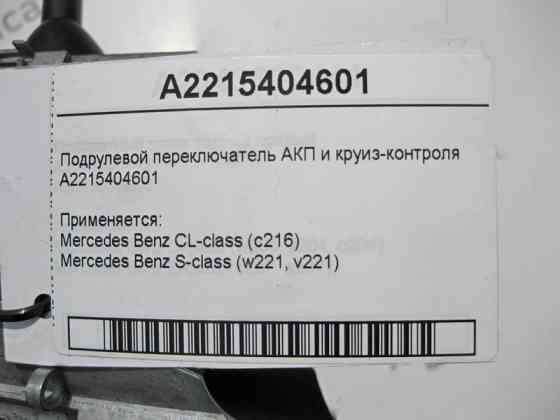 A2215404601
Подрулевой переключатель АКП и круиз-контроля
A2215404601
Применяется:
Mercedes Benz CL-class (c216)
Mercedes Benz S-class (w221, v221)